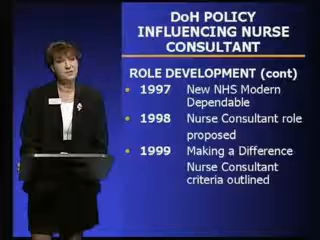 DoH POLICY
INFLUENCING NURSE
CONSULTANT
ROLE DEVELOPMENT (cont)
• 1997 New NHS Modern
Dependable
• 1998 Nurse Consultant role
proposed
• 1999 Making a Difference
Nurse Consultant
criteria outlined